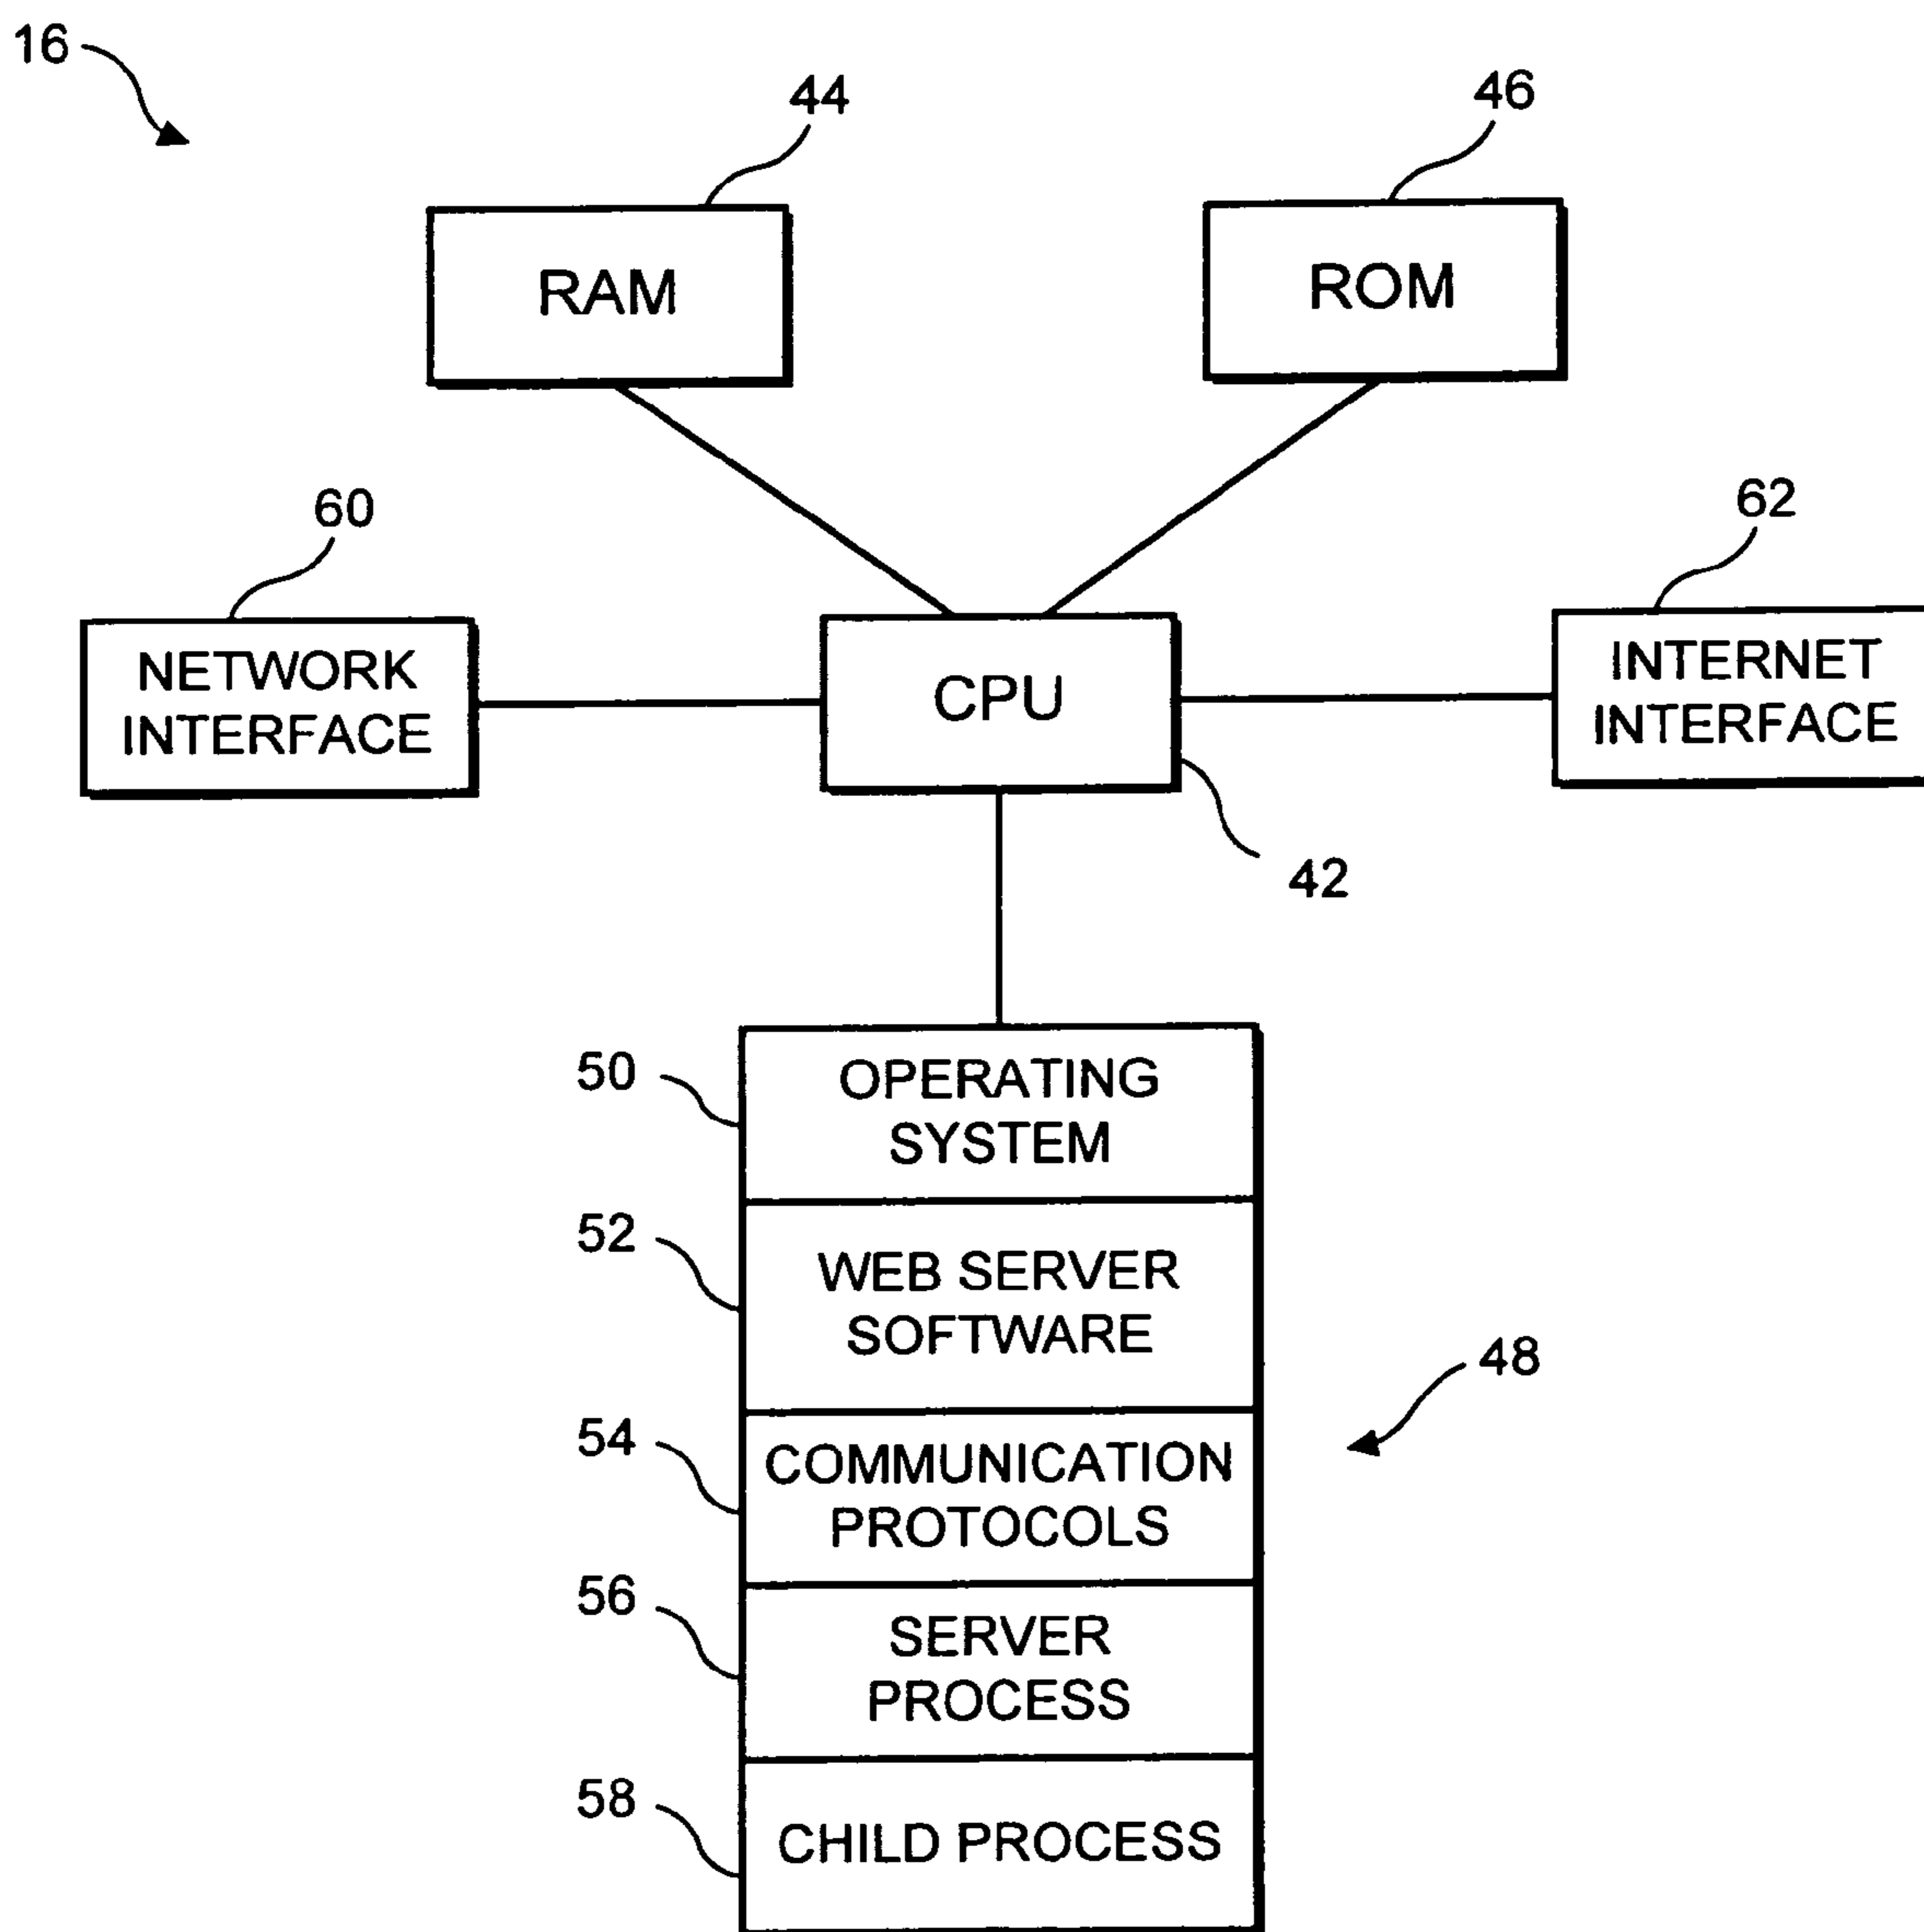 16
44
46
RAM
ROM
60
62
NETWORK
INTERFACE
CPU
INTERNET
INTERFACE
42
50
OPERATING
SYSTEM
52
WEB SERVER
SOFTWARE
48
54
COMMUNICATION
PROTOCOLS
56
SERVER
PROCESS
58
CHILD PROCESS